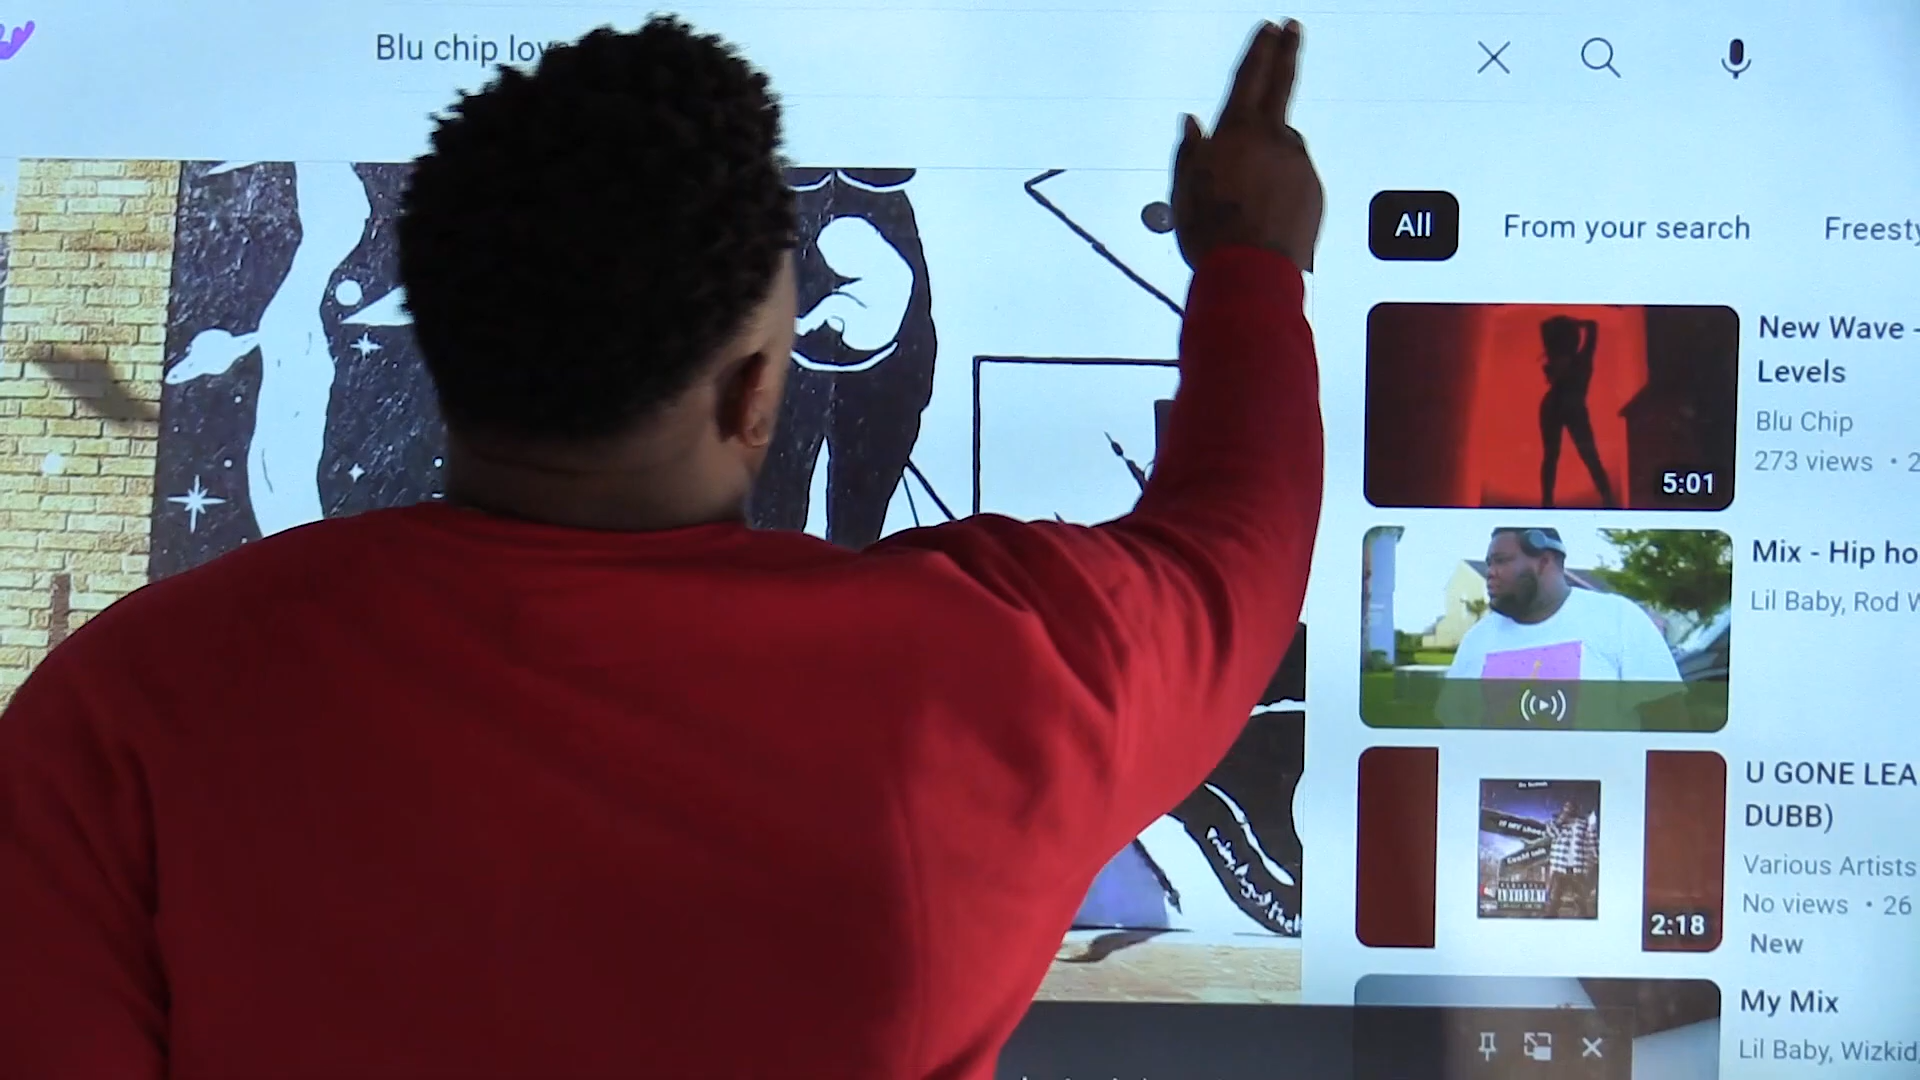 Blu chip lov
All
From your search
Freesty
New Wave -
Levels
Blu Chip
273 views • 2
5:01
Mix - Hip ho
Lil Baby, Rod W
U GONE LEA
DUBB)
Various Artists
No views • 26
New
2:18
My Mix
Lil Baby, Wizkid